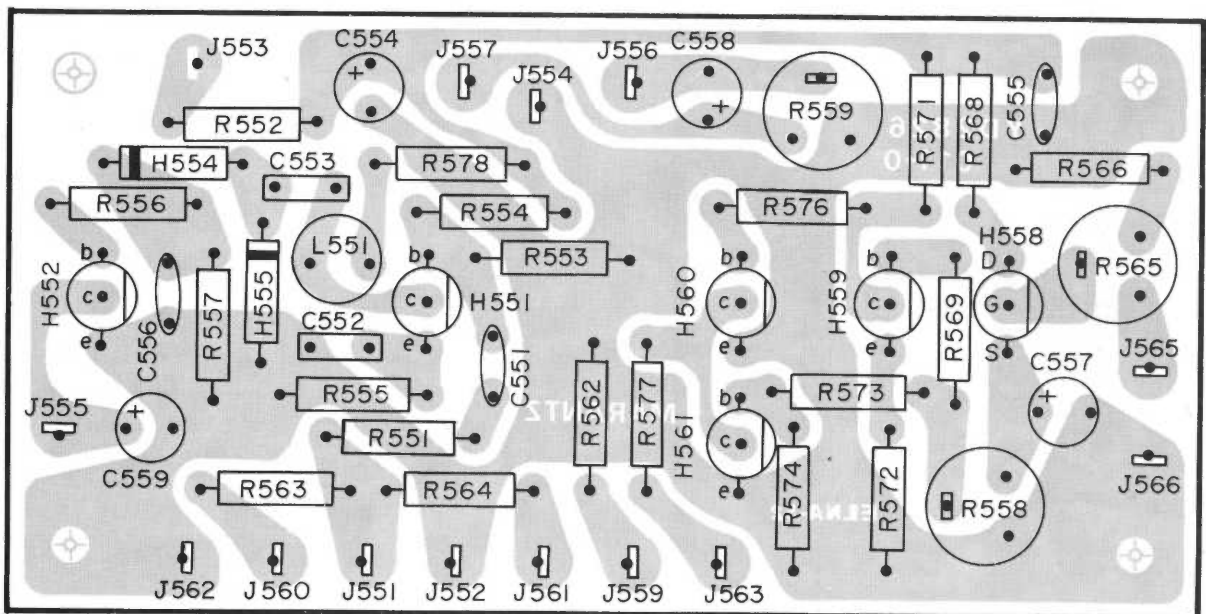 J553
C554
J557
J554
J556
C558
R559
R571
R568
C555
R552
H554
C553
R578
R566
R556
R554
R576
L551
R553
H558
H552
b
c
e
C556
R557
H555
b
c
e
H551
H560
b
c
e
H559
b
c
e
R569
D
G
S
R565
C552
C551
J565
C557
R555
R573
J555
C559
R551
R562
R577
MARANTZ
H561
b
c
e
R574
R572
R558
J566
R563
R564
J562
J560
J551
J552
J561
J559
J563